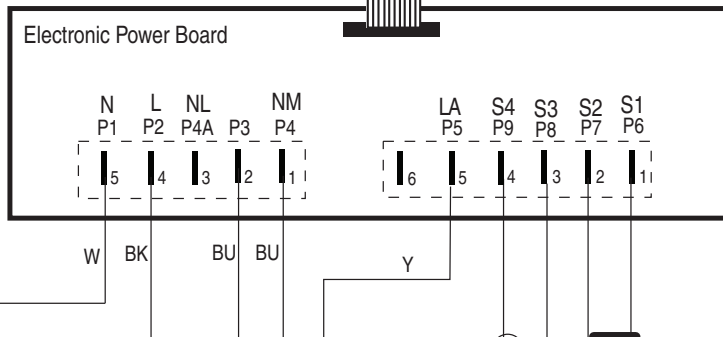 Electronic Power Board
N L NL NM LA S4 S3 S2 S1
P1 P2 P4A P3 P4 P5 P9 P8 P7 P6
5 4 3 2 1 6 5 4 3 2 1
W BK BU BU Y